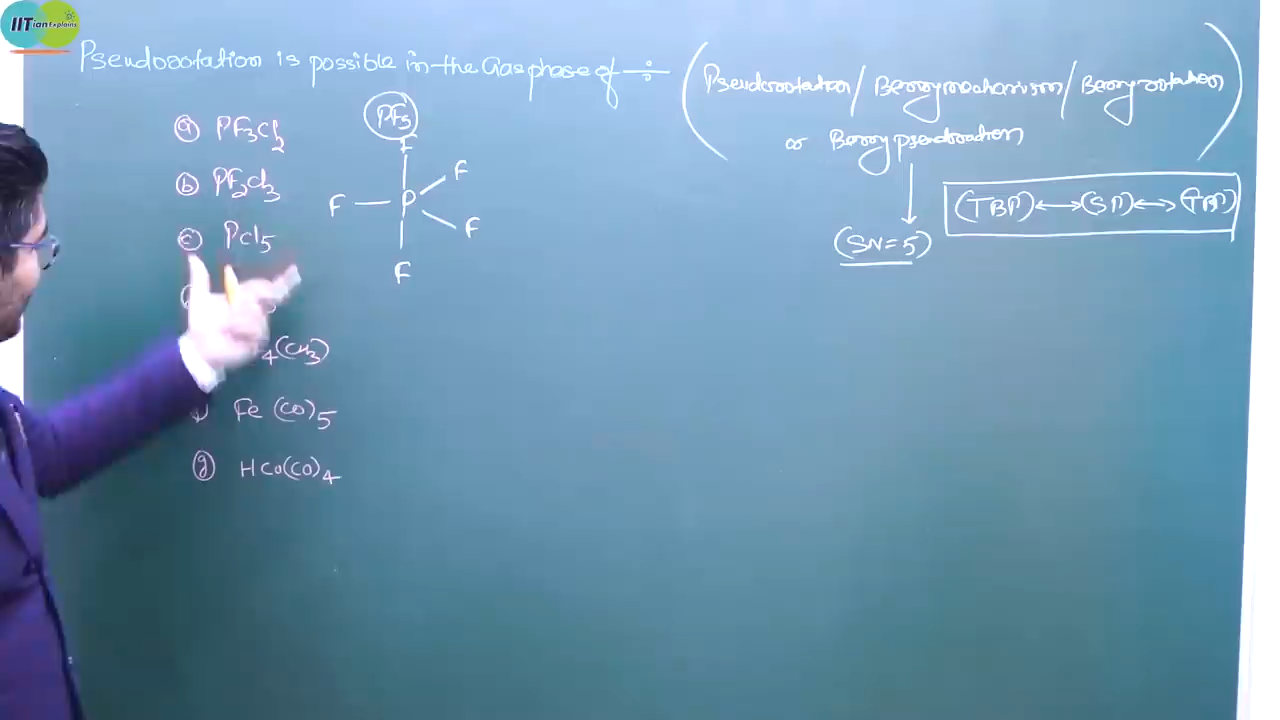 IITian Explains
Pseudorotation is possible in the Gas phase of :-
(Pseudorotation / Berry mechanism / Berry rotation
or Berry pseudorotation)
(SN=5)
(TBP) ↔ (SP) ↔ (TBP)
(a) PF3Cl2
(b) PF2Cl3
(c) PCl5
4(CH3)
Fe(CO)5
(g) HCo(CO)4
PF5
F
F
F P
F
F